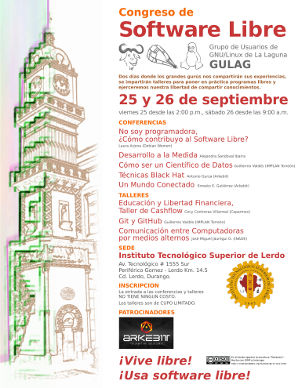 Congreso de
Software Libre
Grupo de Usuarios de
GNU/Linux de La Laguna
GULAG
Dos días donde los grandes gurús nos compartirán sus experiencias,
se impartirán talleres para poner en práctica programas libres y
ejerceremos nuestra libertad de compartir conocimientos.
25 y 26 de septiembre
viernes 25 desde las 2:00 p.m., sábado 26 desde las 9:00 a.m.
CONFERENCIAS
No soy programadora,
¿Cómo contribuyo al Software Libre?
Desarrollo a la Medida
Cómo ser un Científico de Datos
Técnicas Black Hat
Un Mundo Conectado
TALLERES
Educación y Libertad Financiera,
Taller de Cashflow
Git y GitHub
Comunicación entre Computadoras
por medios alternos
SEDE
Instituto Tecnológico Superior de Lerdo
Av. Tecnológico # 1555 Sur
Periférico Gomez - Lerdo Km. 14.5
Cd. Lerdo, Durango.
INSCRIPCION
La entrada a las conferencias y talleres
NO TIENE NINGUN COSTO.
Los talleres son de CUPO LIMITADO
PATROCINADORES
ARKEBIT
¡Vive libre!
¡Usa software libre!